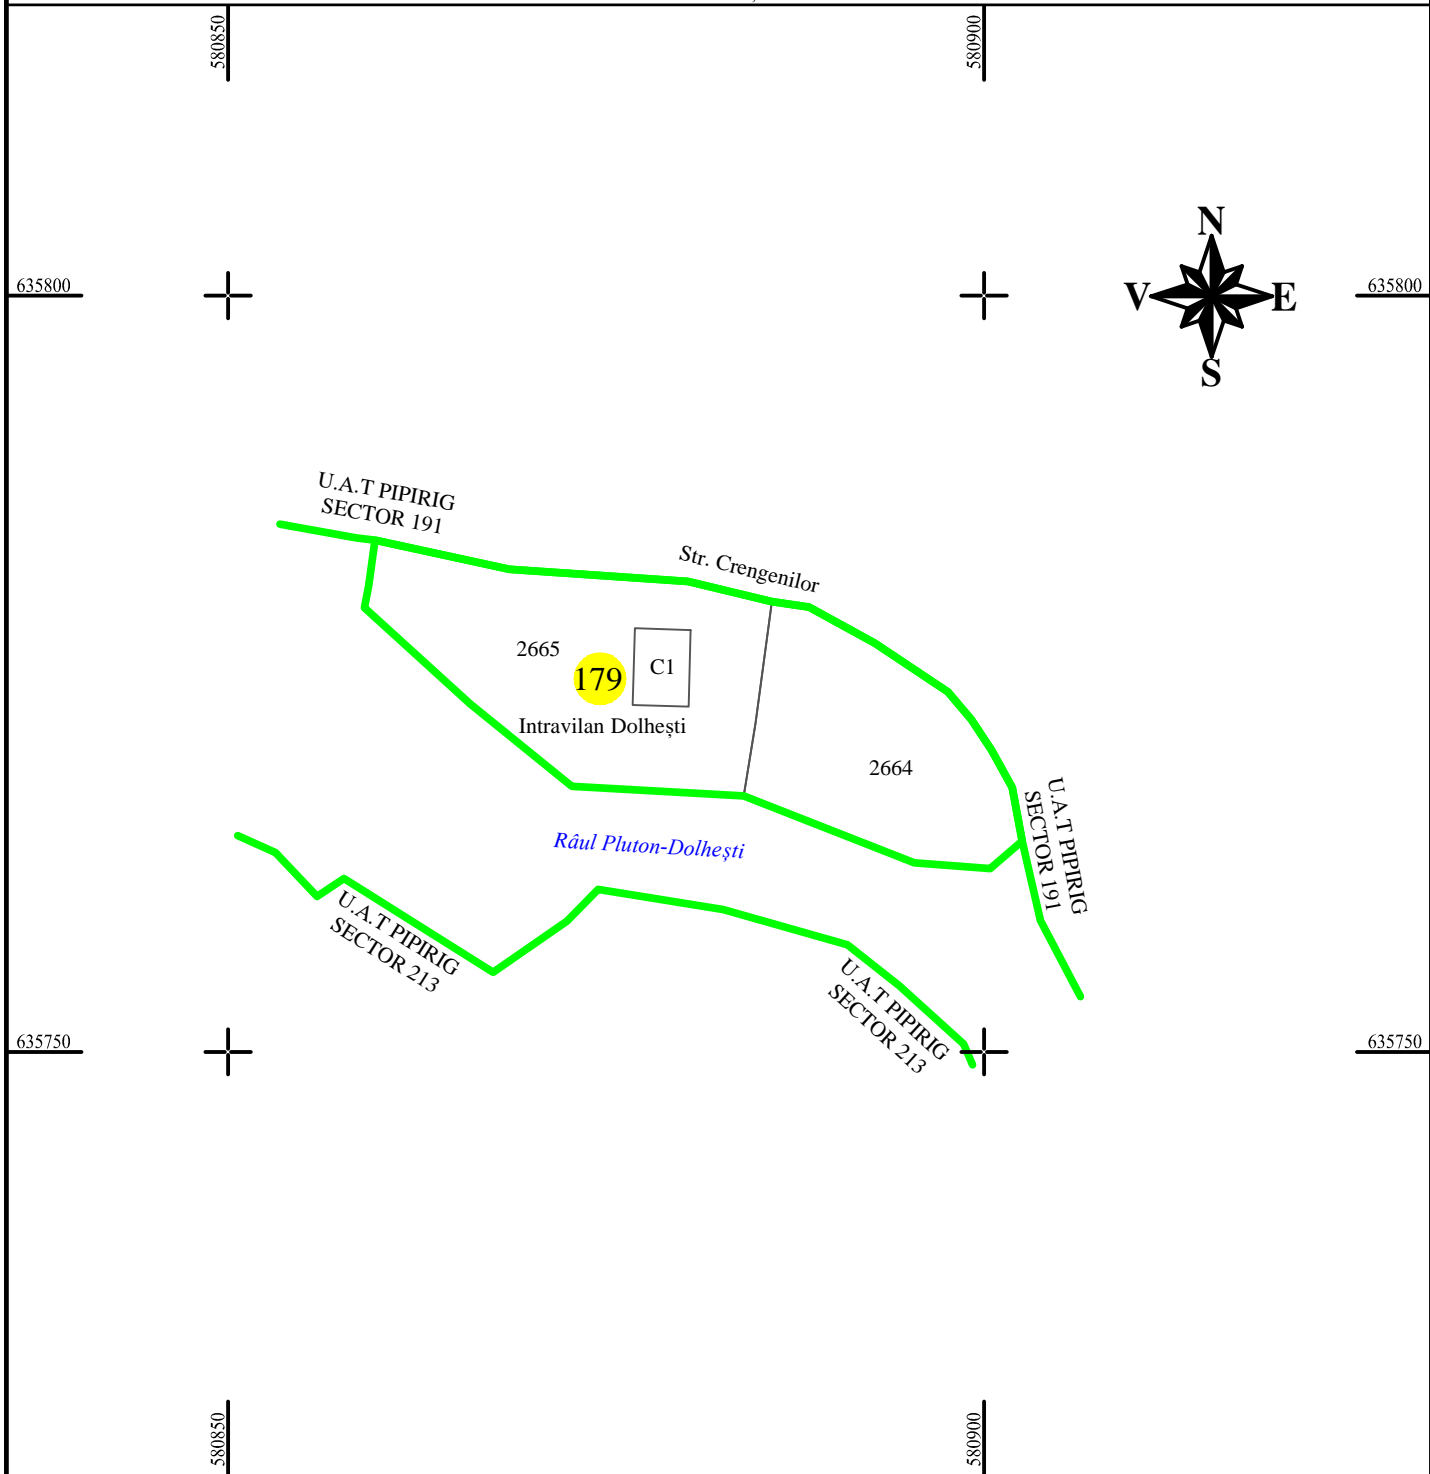 580850
580900
N
635800
635800
V
E
S
U.A.T PIPIRIG
SECTOR 191
Str. Crengenilor
2665
C1
179
Intravilan Dolhești
2664
U.A.T PIPIRIG
SECTOR 191
Râul Pluton-Dolhești
U.A.T PIPIRIG
SECTOR 213
U.A.T PIPIRIG
SECTOR 213
635750
635750
580850
580900